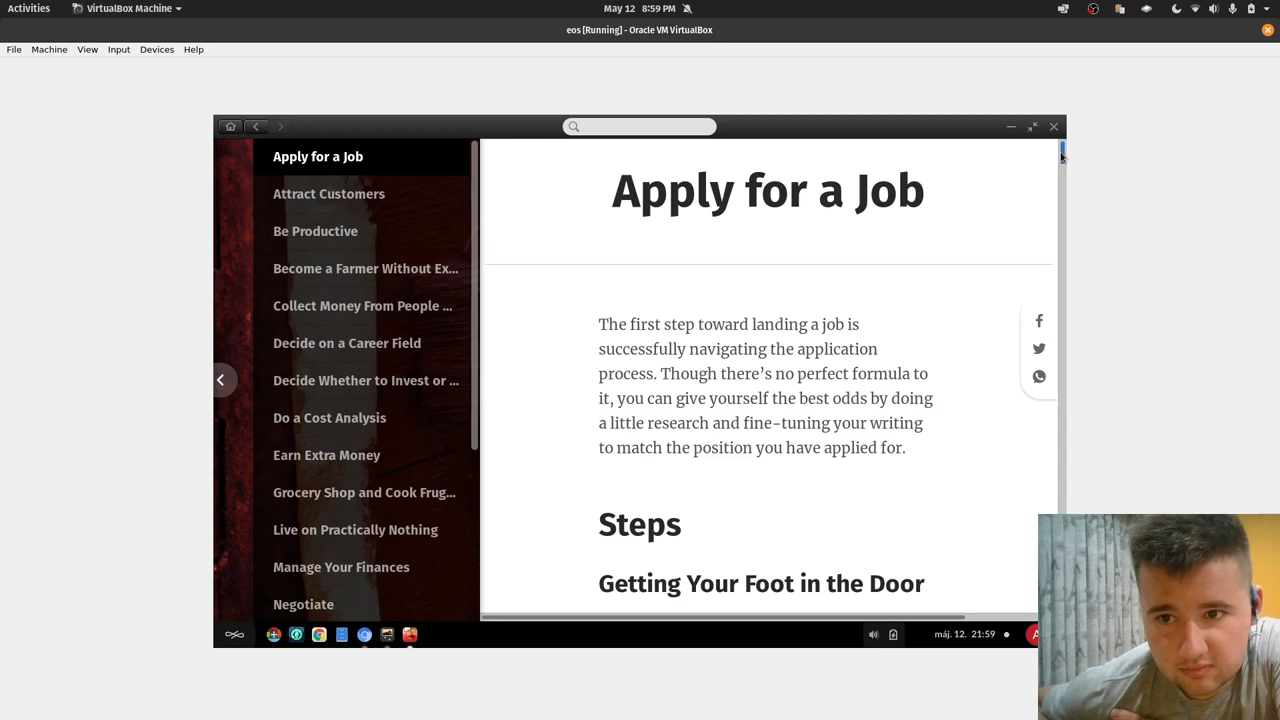 Activities
VirtualBox Machine
May 12 8:59 PM
eos [Running] - Oracle VM VirtualBox
File Machine View Input Devices Help
Apply for a Job
Attract Customers
Be Productive
Become a Farmer Without Ex...
Collect Money From People ...
Decide on a Career Field
Decide Whether to Invest or ...
Do a Cost Analysis
Earn Extra Money
Grocery Shop and Cook Frug...
Live on Practically Nothing
Manage Your Finances
Negotiate
Apply for a Job
The first step toward landing a job is
successfully navigating the application
process. Though there’s no perfect formula to
it, you can give yourself the best odds by doing
a little research and fine-tuning your writing
to match the position you have applied for.
Steps
Getting Your Foot in the Door
máj. 12. 21:59